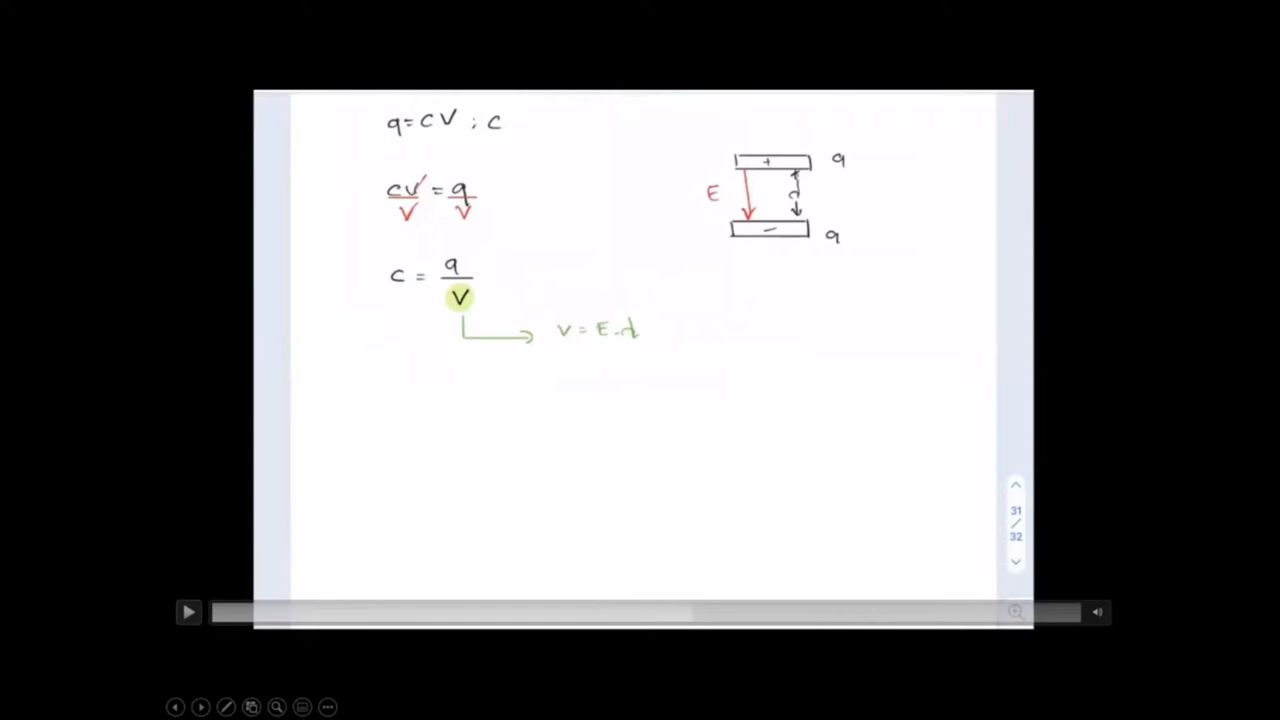 q = CV ; C
CV/V = q/V
C = q/V
V = E.d
+ q
E d
- q
31
/
32